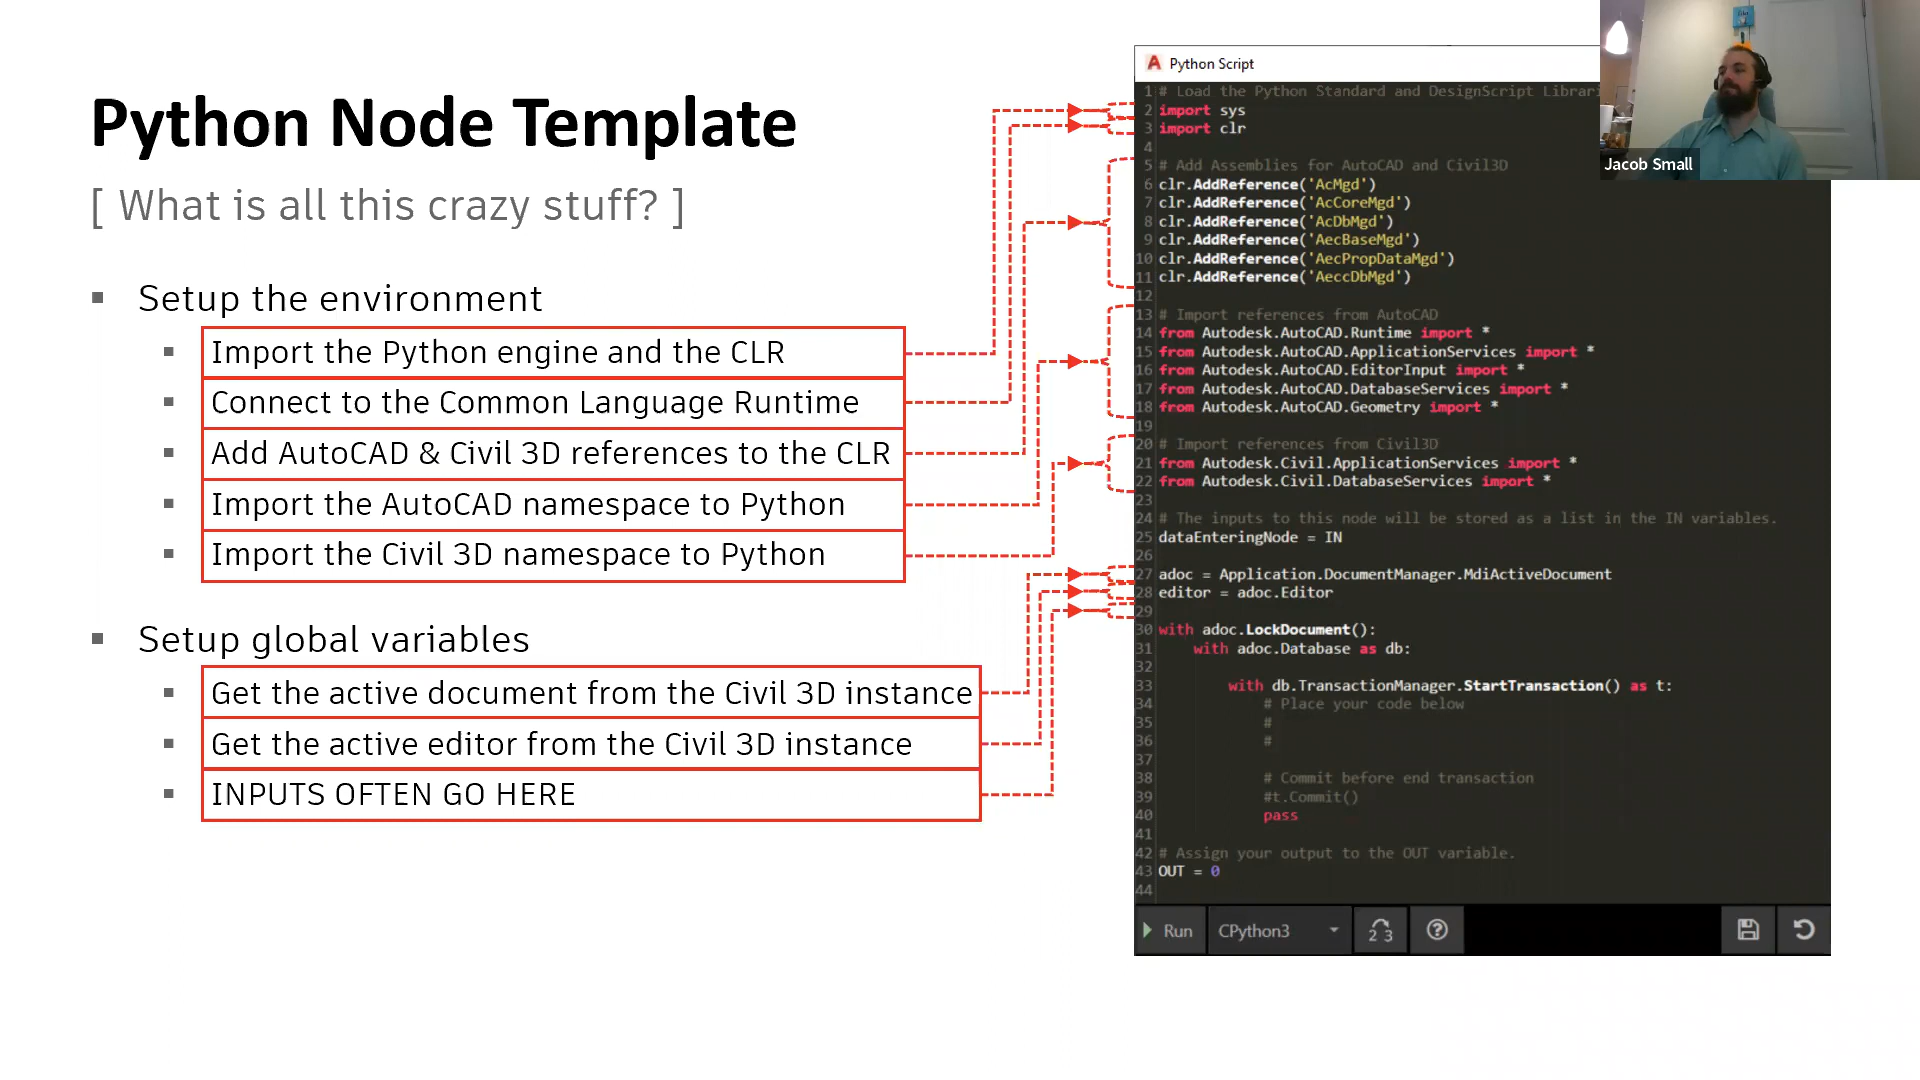 Python Node Template
[ What is all this crazy stuff? ]
Setup the environment
Import the Python engine and the CLR
Connect to the Common Language Runtime
Add AutoCAD & Civil 3D references to the CLR
Import the AutoCAD namespace to Python
Import the Civil 3D namespace to Python
Setup global variables
Get the active document from the Civil 3D instance
Get the active editor from the Civil 3D instance
INPUTS OFTEN GO HERE
Python Script
1 # Load the Python Standard and DesignScript Librari
2 import sys
3 import clr
4
5 # Add Assemblies for AutoCAD and Civil3D
6 clr.AddReference('AcMgd')
7 clr.AddReference('AcCoreMgd')
8 clr.AddReference('AcDbMgd')
9 clr.AddReference('AecBaseMgd')
10 clr.AddReference('AecPropDataMgd')
11 clr.AddReference('AeccDbMgd')
12
13 # Import references from AutoCAD
14 from Autodesk.AutoCAD.Runtime import *
15 from Autodesk.AutoCAD.ApplicationServices import *
16 from Autodesk.AutoCAD.EditorInput import *
17 from Autodesk.AutoCAD.DatabaseServices import *
18 from Autodesk.AutoCAD.Geometry import *
19
20 # Import references from Civil3D
21 from Autodesk.Civil.ApplicationServices import *
22 from Autodesk.Civil.DatabaseServices import *
23
24 # The inputs to this node will be stored as a list in the IN variables.
25 dataEnteringNode = IN
26
27 adoc = Application.DocumentManager.MdiActiveDocument
28 editor = adoc.Editor
29
30 with adoc.LockDocument():
31     with adoc.Database as db:
32
33         with db.TransactionManager.StartTransaction() as t:
34             # Place your code below
35             #
36             #
37
38             # Commit before end transaction
39             #t.Commit()
40             pass
41
42 # Assign your output to the OUT variable.
43 OUT = 0
44
Run CPython3 2 3 ?
Jacob Small